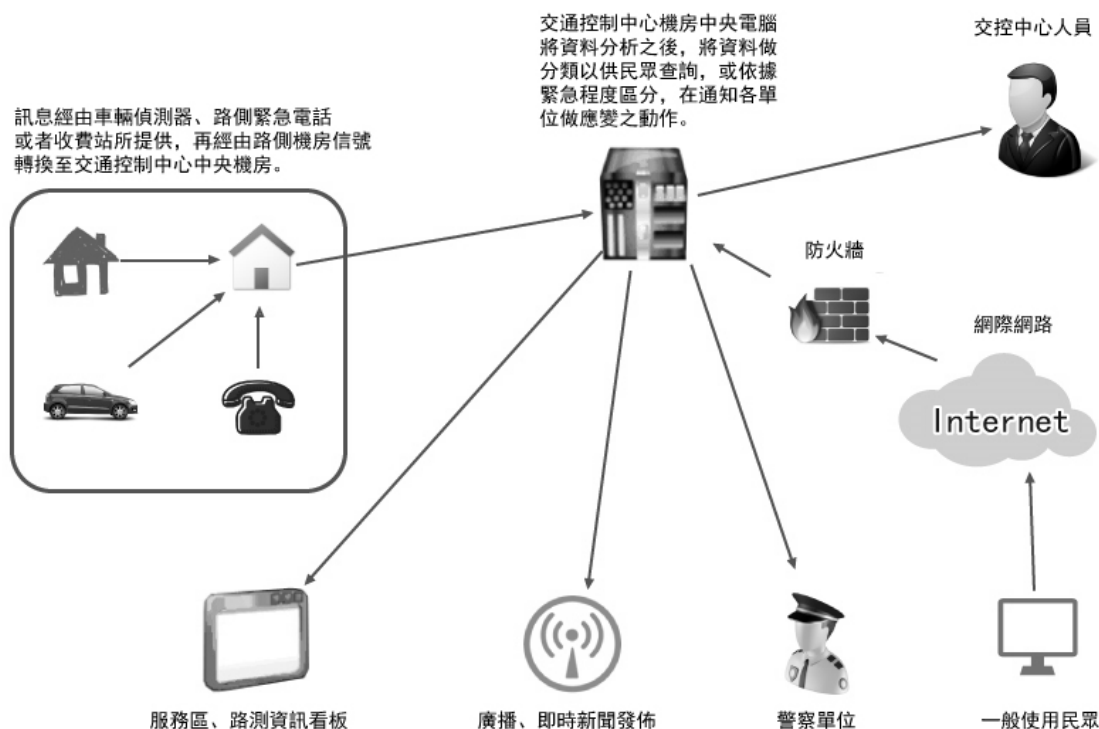 交通控制中心機房中央電腦
將資料分析之後，將資料做
分類以供民眾查詢，或依據
緊急程度區分，在通知各單
位做應變之動作。
交控中心人員
訊息經由車輛偵測器、路側緊急電話
或者收費站所提供，再經由路側機房信號
轉換至交通控制中心中央機房。
防火牆
網際網路
Internet
服務區、路測資訊看板
廣播、即時新聞發佈
警察單位
一般使用民眾